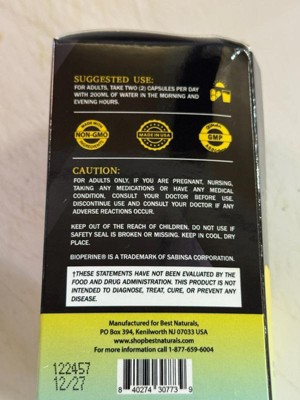 SUGGESTED USE:
FOR ADULTS, TAKE TWO (2) CAPSULES PER DAY
WITH 200ML OF WATER IN THE MORNING AND
EVENING HOURS.
NON-GMO
MADE IN USA
GMP
CAUTION:
FOR ADULTS ONLY, IF YOU ARE PREGNANT, NURSING,
TAKING ANY MEDICATIONS OR HAVE ANY MEDICAL
CONDITION, CONSULT YOUR DOCTOR BEFORE USE.
DISCONTINUE USE AND CONSULT YOUR DOCTOR IF ANY
ADVERSE REACTIONS OCCUR.
KEEP OUT OF THE REACH OF CHILDREN. DO NOT USE IF
SAFETY SEAL IS BROKEN OR MISSING. KEEP IN COOL, DRY
PLACE.
BIOPERINE® IS A TRADEMARK OF SABINSA CORPORATION.
†THESE STATEMENTS HAVE NOT BEEN EVALUATED BY THE
FOOD AND DRUG ADMINISTRATION. THIS PRODUCT IS NOT
INTENDED TO DIAGNOSE, TREAT, CURE, OR PREVENT ANY
DISEASE.
Manufactured for Best Naturals,
PO Box 394, Kenilworth NJ 07033 USA
www.shopbestnaturals.com
For more information call 1-877-659-6004
122457
12/27
8 40274 30773 9